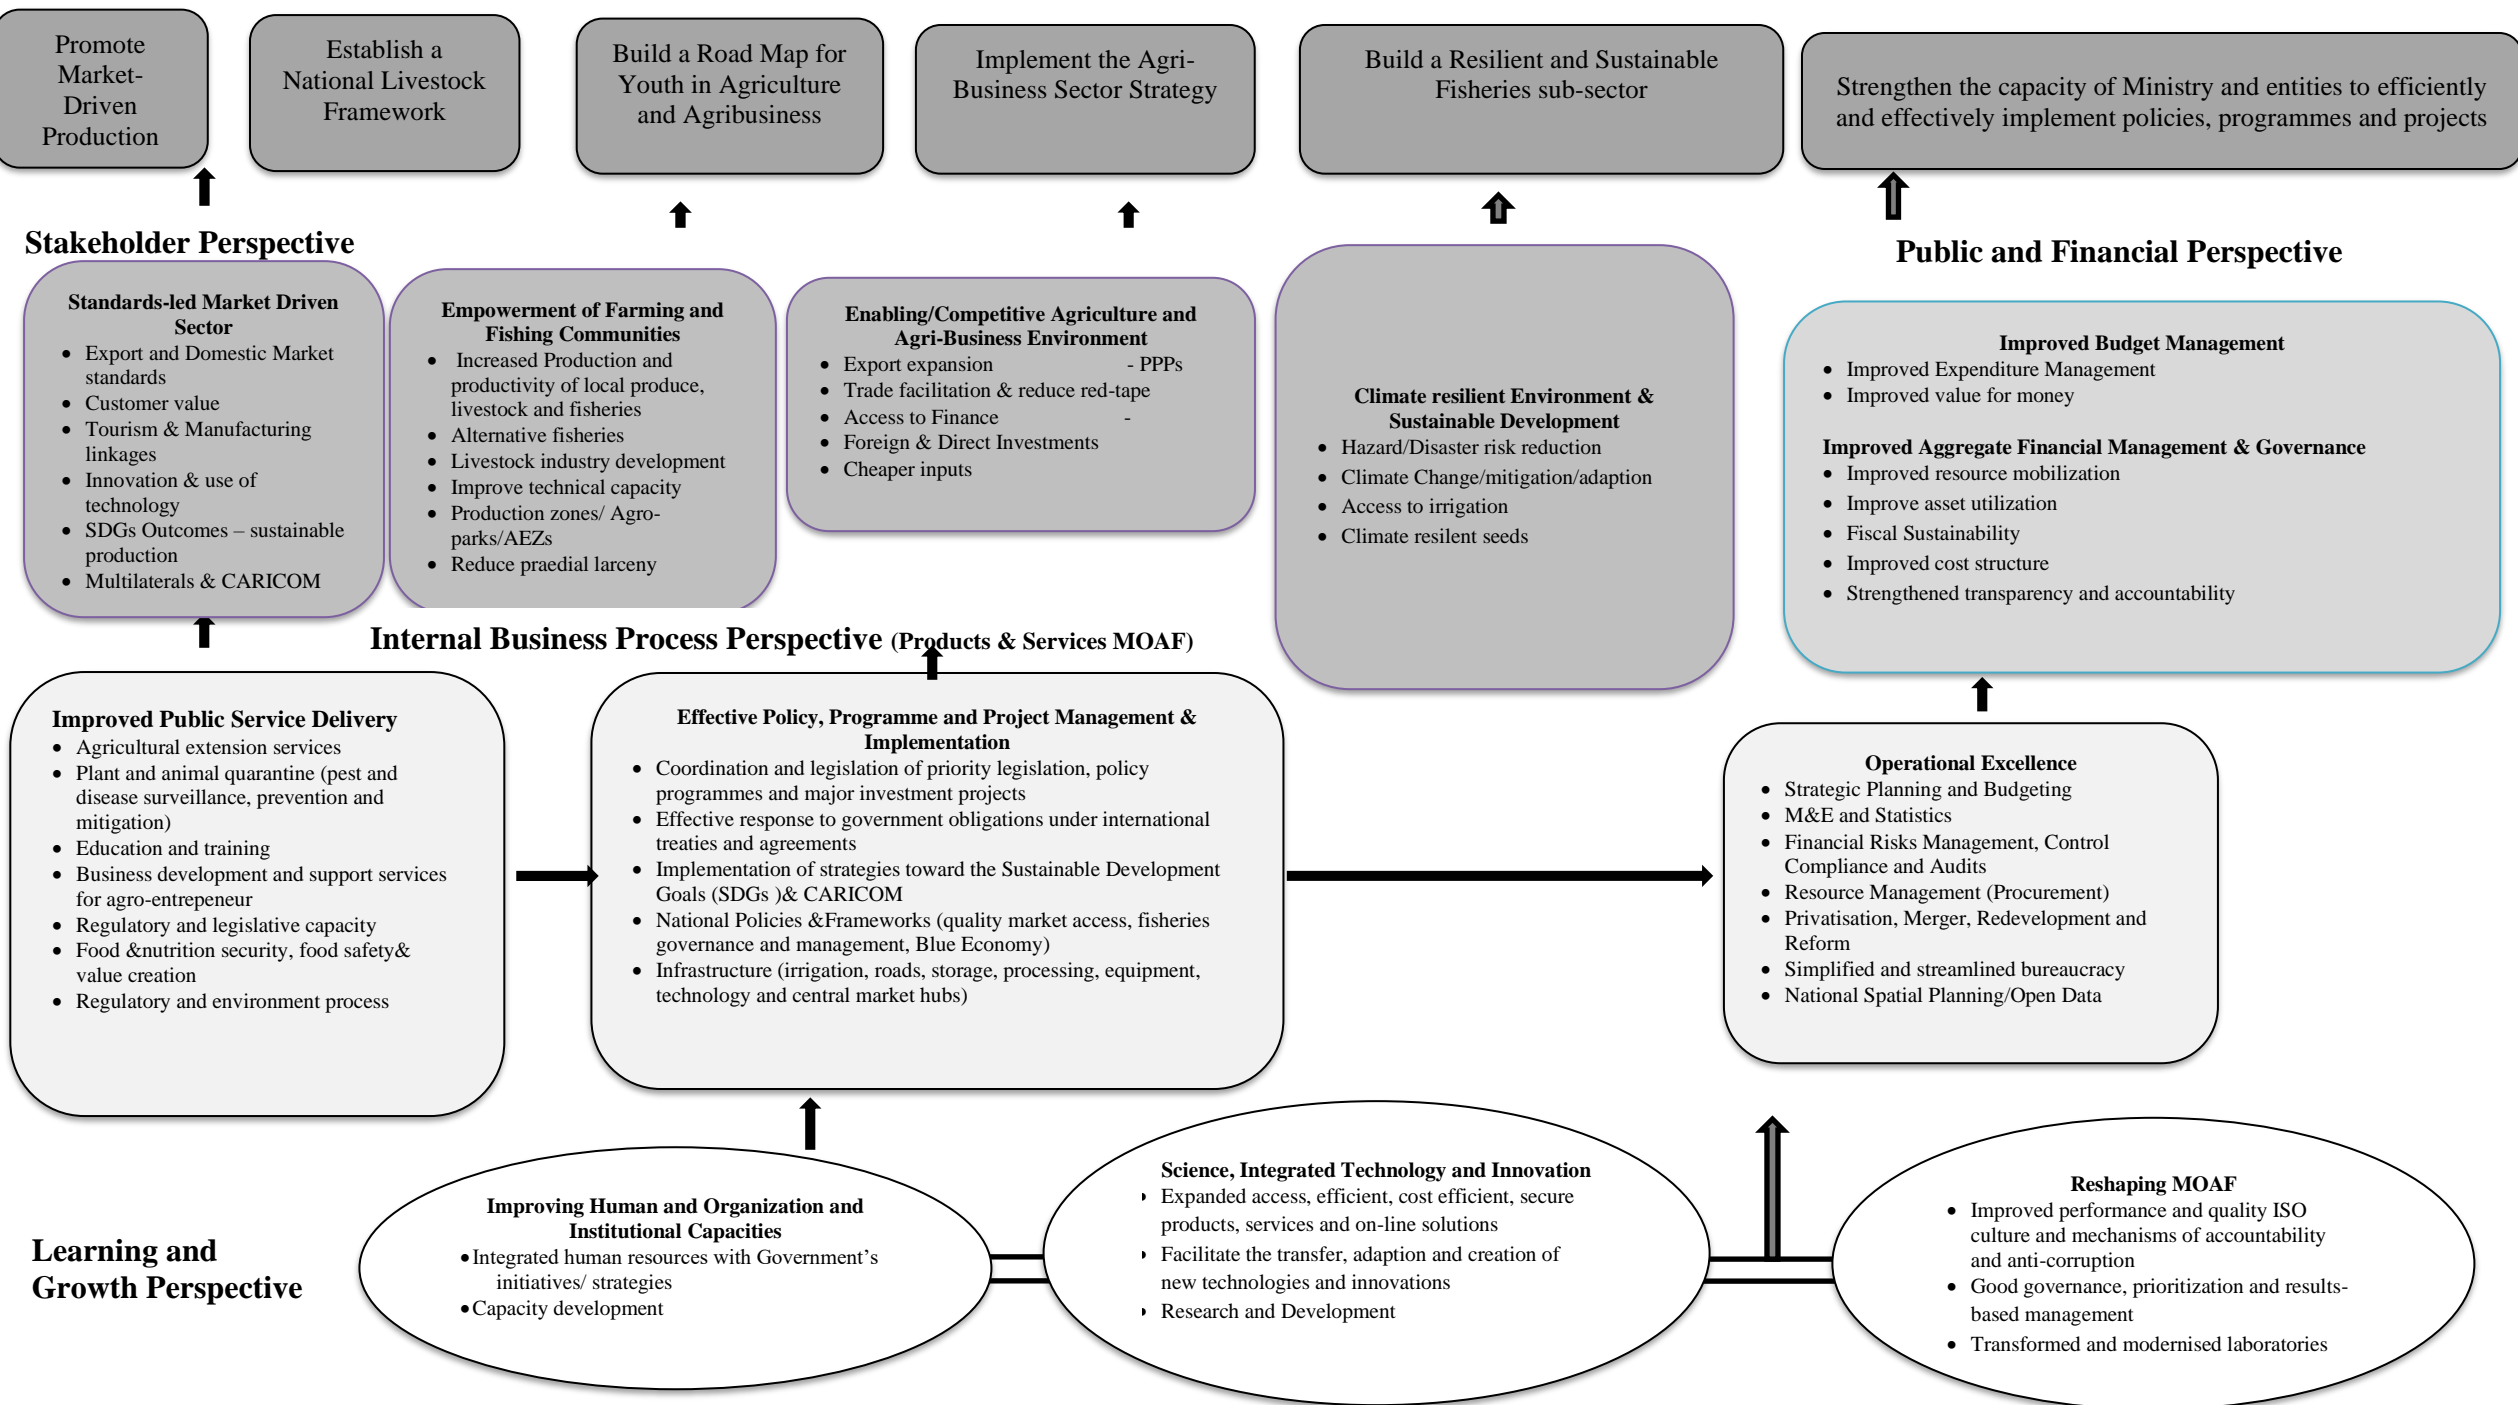 Promote
Market-
Driven
Production
Establish a
National Livestock
Framework
Build a Road Map for
Youth in Agriculture
and Agribusiness
Implement the Agri-
Business Sector Strategy
Build a Resilient and Sustainable
Fisheries sub-sector
Strengthen the capacity of Ministry and entities to efficiently
and effectively implement policies, programmes and projects
Stakeholder Perspective
Public and Financial Perspective
Standards-led Market Driven
Sector
• Export and Domestic Market
standards
• Customer value
• Tourism & Manufacturing
linkages
• Innovation & use of
technology
• SDGs Outcomes – sustainable
production
• Multilaterals & CARICOM
Empowerment of Farming and
Fishing Communities
• Increased Production and
productivity of local produce,
livestock and fisheries
• Alternative fisheries
• Livestock industry development
• Improve technical capacity
• Production zones/ Agro-
parks/AEZs
• Reduce praedial larceny
Enabling/Competitive Agriculture and
Agri-Business Environment
• Export expansion - PPPs
• Trade facilitation & reduce red-tape
• Access to Finance -
• Foreign & Direct Investments
• Cheaper inputs
Climate resilient Environment &
Sustainable Development
• Hazard/Disaster risk reduction
• Climate Change/mitigation/adaption
• Access to irrigation
• Climate resilent seeds
Improved Budget Management
• Improved Expenditure Management
• Improved value for money
Improved Aggregate Financial Management & Governance
• Improved resource mobilization
• Improve asset utilization
• Fiscal Sustainability
• Improved cost structure
• Strengthened transparency and accountability
Internal Business Process Perspective (Products & Services MOAF)
Improved Public Service Delivery
• Agricultural extension services
• Plant and animal quarantine (pest and
disease surveillance, prevention and
mitigation)
• Education and training
• Business development and support services
for agro-entrepeneur
• Regulatory and legislative capacity
• Food &nutrition security, food safety&
value creation
• Regulatory and environment process
Effective Policy, Programme and Project Management &
Implementation
• Coordination and legislation of priority legislation, policy
programmes and major investment projects
• Effective response to government obligations under international
treaties and agreements
• Implementation of strategies toward the Sustainable Development
Goals (SDGs )& CARICOM
• National Policies &Frameworks (quality market access, fisheries
governance and management, Blue Economy)
• Infrastructure (irrigation, roads, storage, processing, equipment,
technology and central market hubs)
Operational Excellence
• Strategic Planning and Budgeting
• M&E and Statistics
• Financial Risks Management, Control
Compliance and Audits
• Resource Management (Procurement)
• Privatisation, Merger, Redevelopment and
Reform
• Simplified and streamlined bureaucracy
• National Spatial Planning/Open Data
Learning and
Growth Perspective
Improving Human and Organization and
Institutional Capacities
• Integrated human resources with Government’s
initiatives/ strategies
• Capacity development
Science, Integrated Technology and Innovation
• Expanded access, efficient, cost efficient, secure
products, services and on-line solutions
• Facilitate the transfer, adaption and creation of
new technologies and innovations
• Research and Development
Reshaping MOAF
• Improved performance and quality ISO
culture and mechanisms of accountability
and anti-corruption
• Good governance, prioritization and results-
based management
• Transformed and modernised laboratories